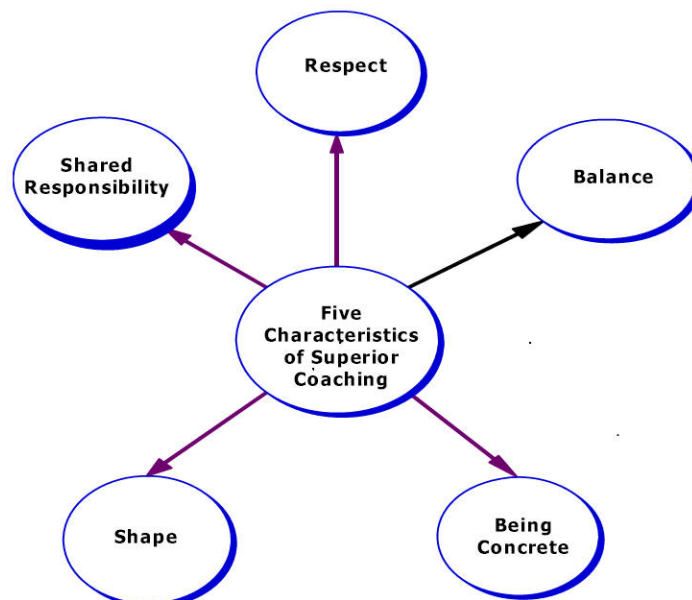 Respect
Shared
Responsibility
Balance
Five
Characteristics
of Superior
Coaching
Shape
Being
Concrete